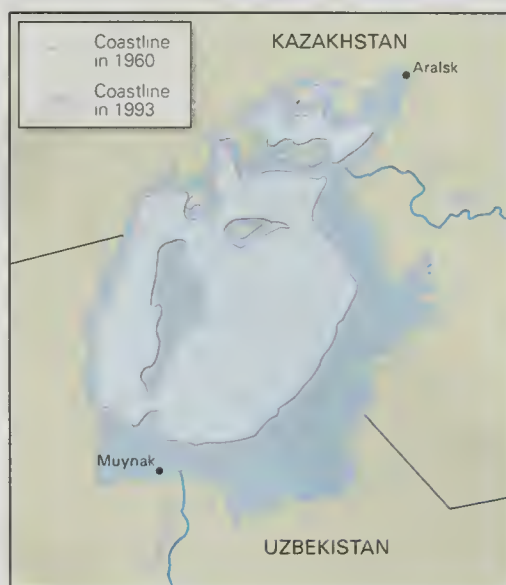 Coastline
in 1960
Coastline
in 1993
KAZAKHSTAN
Aralsk
Muynak
UZBEKISTAN